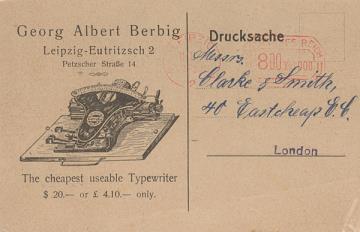 Georg Albert Berbig
Leipzig-Eutritzsch 2
Petzscher Straße 14
The cheapest useable Typewriter
$ 20.— or £ 4.10.— only.
Drucksache
Messrs.
Clarke & Smith,
40 Eastcheap E.C.
London